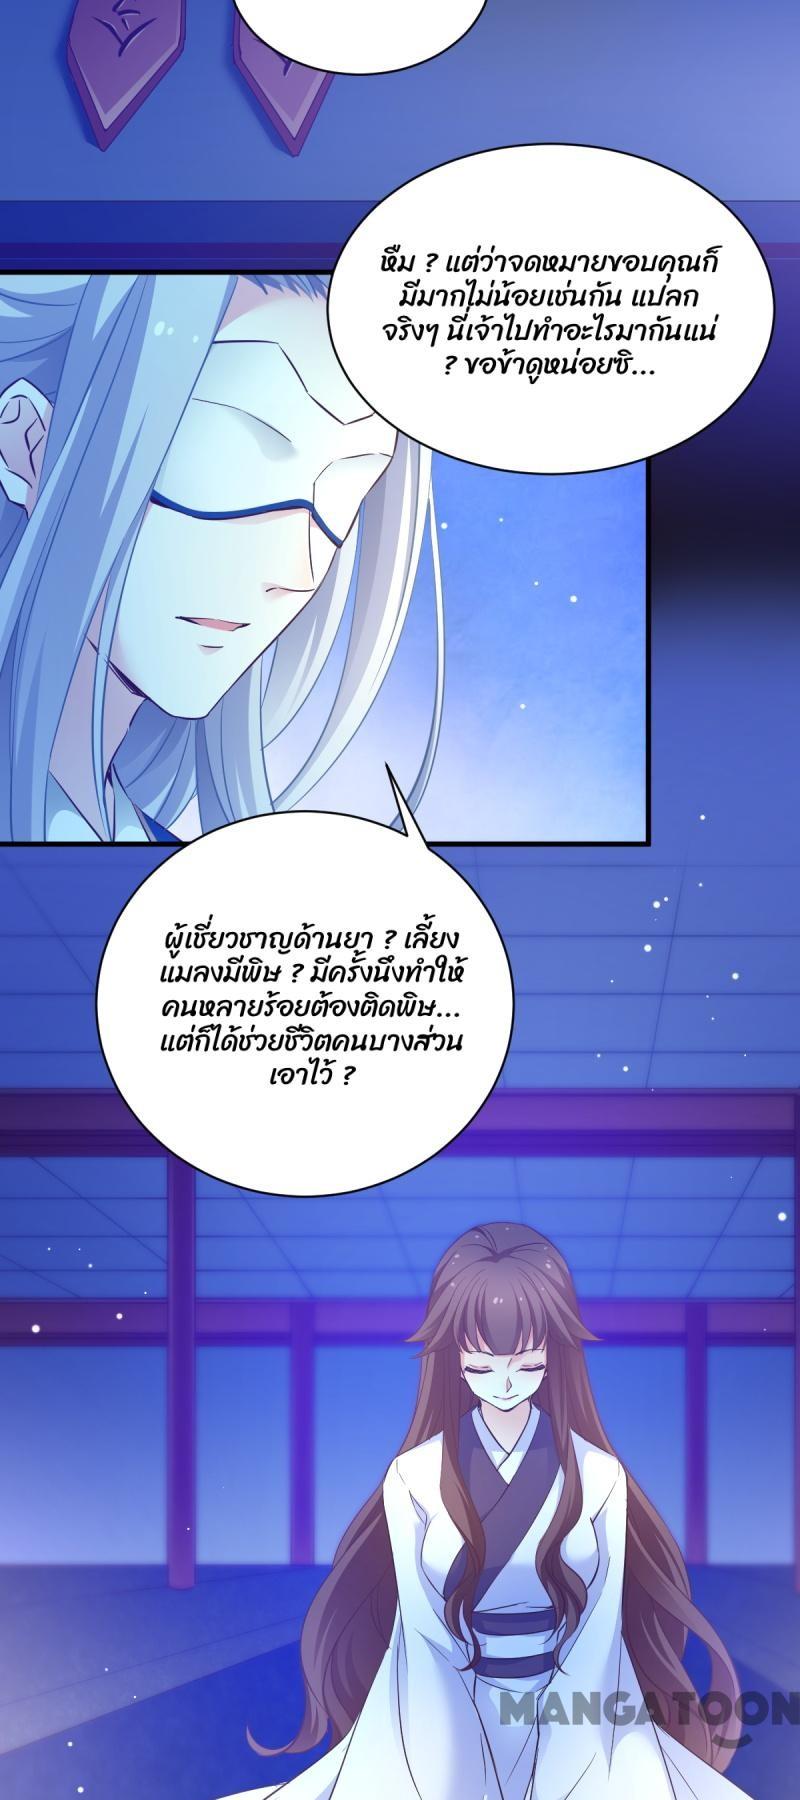 หืม ? แต่ว่าจดหมายขอบคุณก็
มีมากไม่น้อยเช่นกัน แปลก
จริงๆ นี่เจ้าไปทำอะไรมากันแน่
? ขอข้าดูหน่อยซิ...
ผู้เชี่ยวชาญด้านยา ? เลี้ยง
แมลงมีพิษ ? มีครั้งนึงทำให้
คนหลายร้อยต้องติดพิษ...
แต่ก็ได้ช่วยชีวิตคนบางส่วน
เอาไว้ ?
MANGATOON